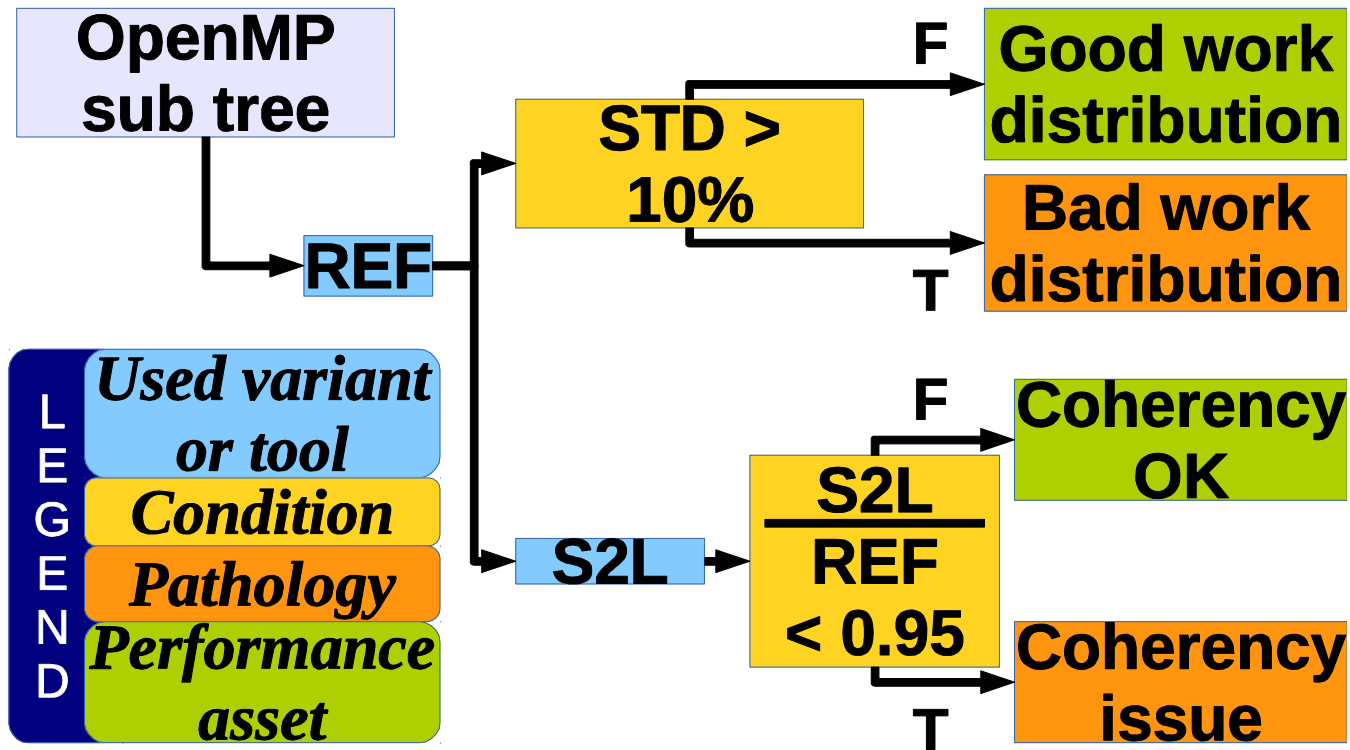 OpenMP
sub tree
REF
STD >
10%
F
Good work
distribution
Bad work
distribution
T
S2L
S2L
REF
< 0.95
F
Coherency
OK
Coherency
issue
T
LEGEND
Used variant
or tool
Condition
Pathology
Performance
asset